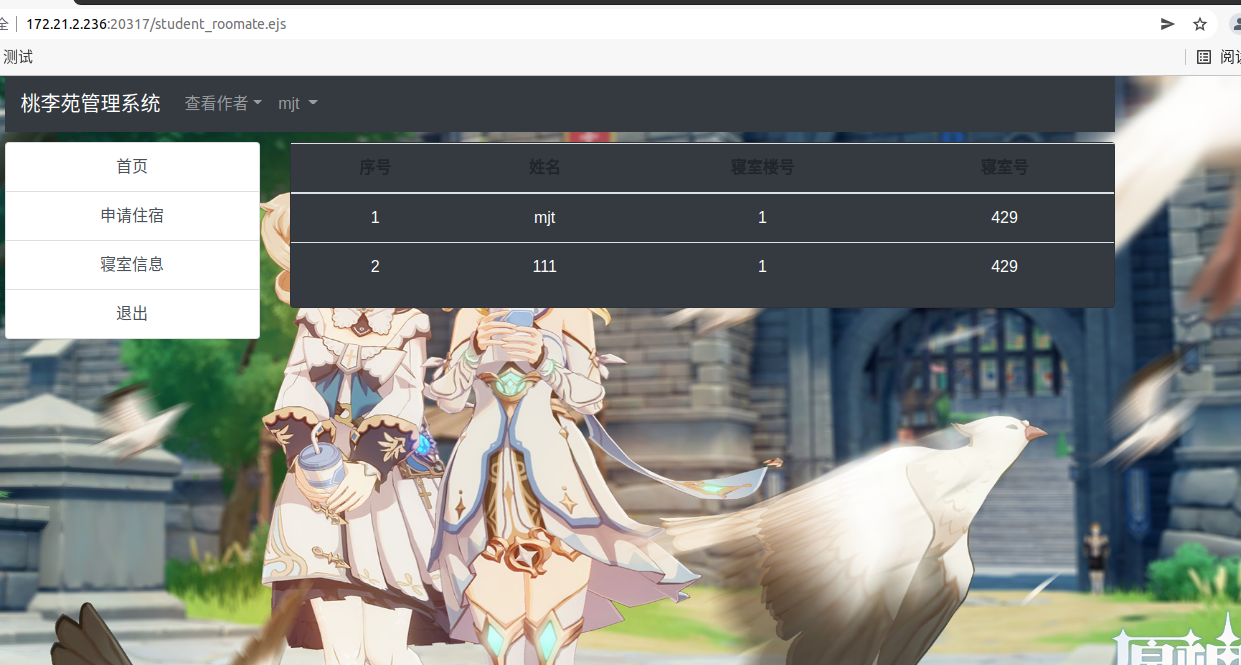 全 172.21.2.236:20317/student_roomate.ejs
测试
桃李苑管理系统 查看作者 mjt
首页
申请住宿
寝室信息
退出
序号 姓名 寝室楼号 寝室号
1 mjt 1 429
2 111 1 429
原神